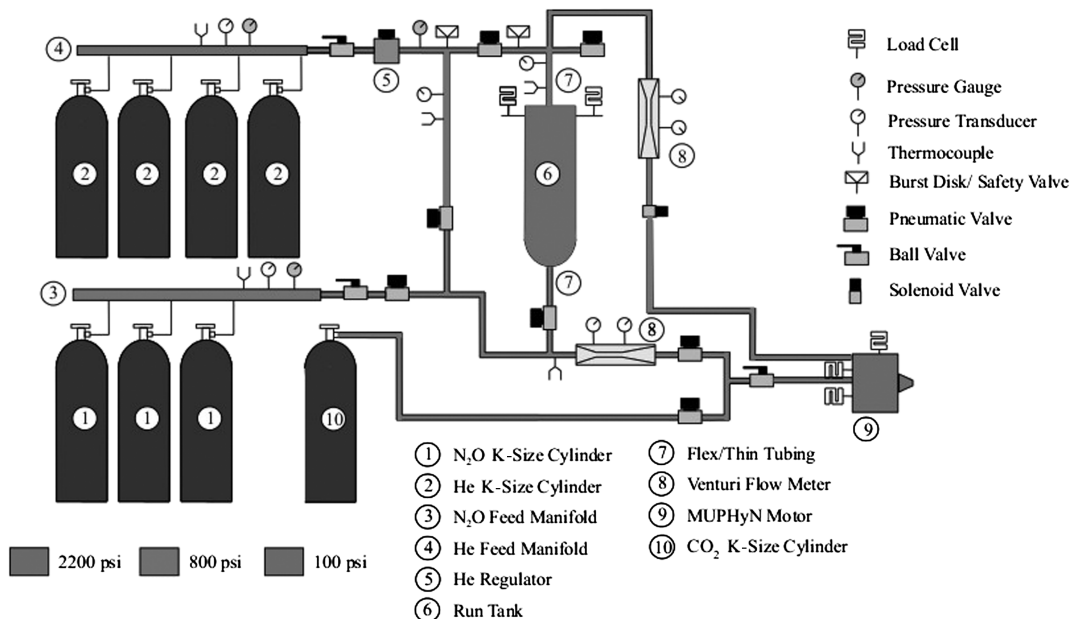 4
5
7
2
2
2
2
6
8
3
7
8
1
1
1
10
9
Load Cell
Pressure Gauge
Pressure Transducer
Thermocouple
Burst Disk/ Safety Valve
Pneumatic Valve
Ball Valve
Solenoid Valve
1 N₂O K-Size Cylinder
2 He K-Size Cylinder
3 N₂O Feed Manifold
4 He Feed Manifold
5 He Regulator
6 Run Tank
7 Flex/Thin Tubing
8 Venturi Flow Meter
9 MUPHyN Motor
10 CO₂ K-Size Cylinder
2200 psi
800 psi
100 psi